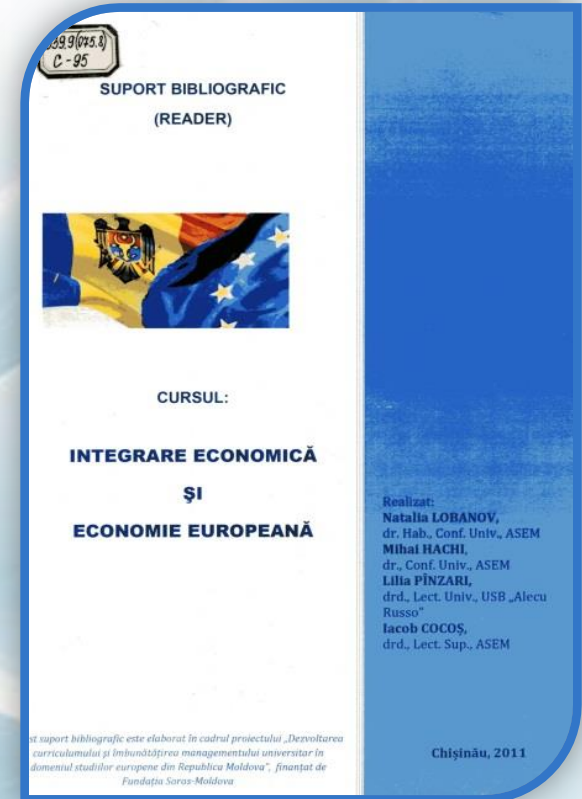 339.9(075.8)
C-95
SUPORT BIBLIOGRAFIC
(READER)
CURSUL:
INTEGRARE ECONOMICĂ
ŞI
ECONOMIE EUROPEANĂ
Realizat:
Natalia LOBANOV,
dr. Hab., Conf. Univ., ASEM
Mihai HACHI,
dr., Conf. Univ., ASEM
Lilia PÎNZARI,
drd., Lect. Univ., USB „Alecu
Russo"
Iacob COCOŞ,
drd., Lect. Sup., ASEM
st suport bibliografic este elaborat în cadrul proiectului „Dezvoltarea
curriculumului şi îmbunătăţirea managementului universitar în
domeniul studiilor europene din Republica Moldova", finanţat de
Fundaţia Soros-Moldova
Chişinău, 2011